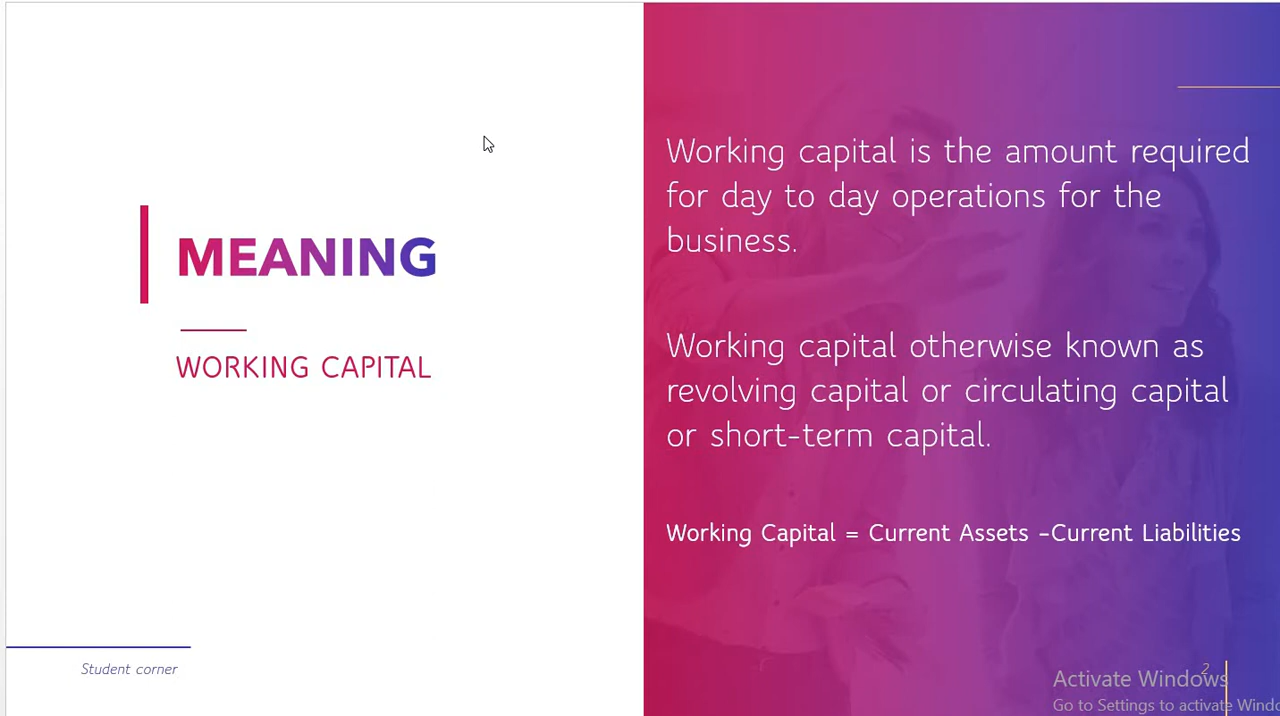 MEANING
WORKING CAPITAL
Student corner
Working capital is the amount required
for day to day operations for the
business.
Working capital otherwise known as
revolving capital or circulating capital
or short-term capital.
Working Capital = Current Assets -Current Liabilities
2
Activate Windows
Go to Settings to activate Windo